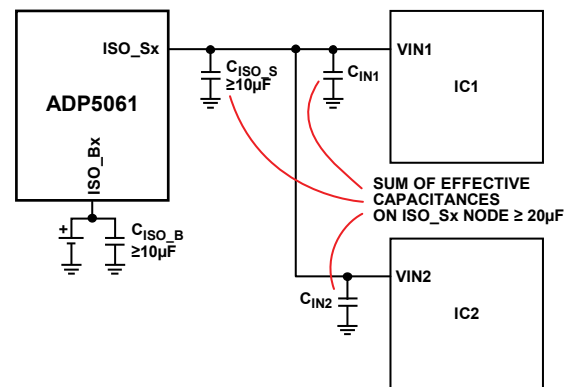 ISO_Sx
ADP5061
ISO_Bx
CISO_S
≥10µF
CIN1
VIN1
IC1
SUM OF EFFECTIVE
CAPACITANCES
ON ISO_Sx NODE ≥ 20µF
+
CISO_B
≥10µF
CIN2
VIN2
IC2